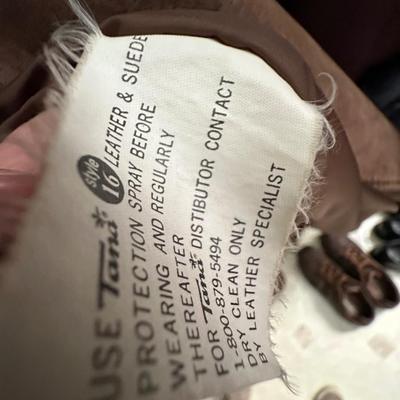 style 16
USE Tana* LEATHER & SUEDE
PROTECTION SPRAY BEFORE
WEARING AND REGULARLY
THEREAFTER
FOR Tana* DISTIBUTOR CONTACT
1-800-879-5494
DRY CLEAN ONLY
BY LEATHER SPECIALIST